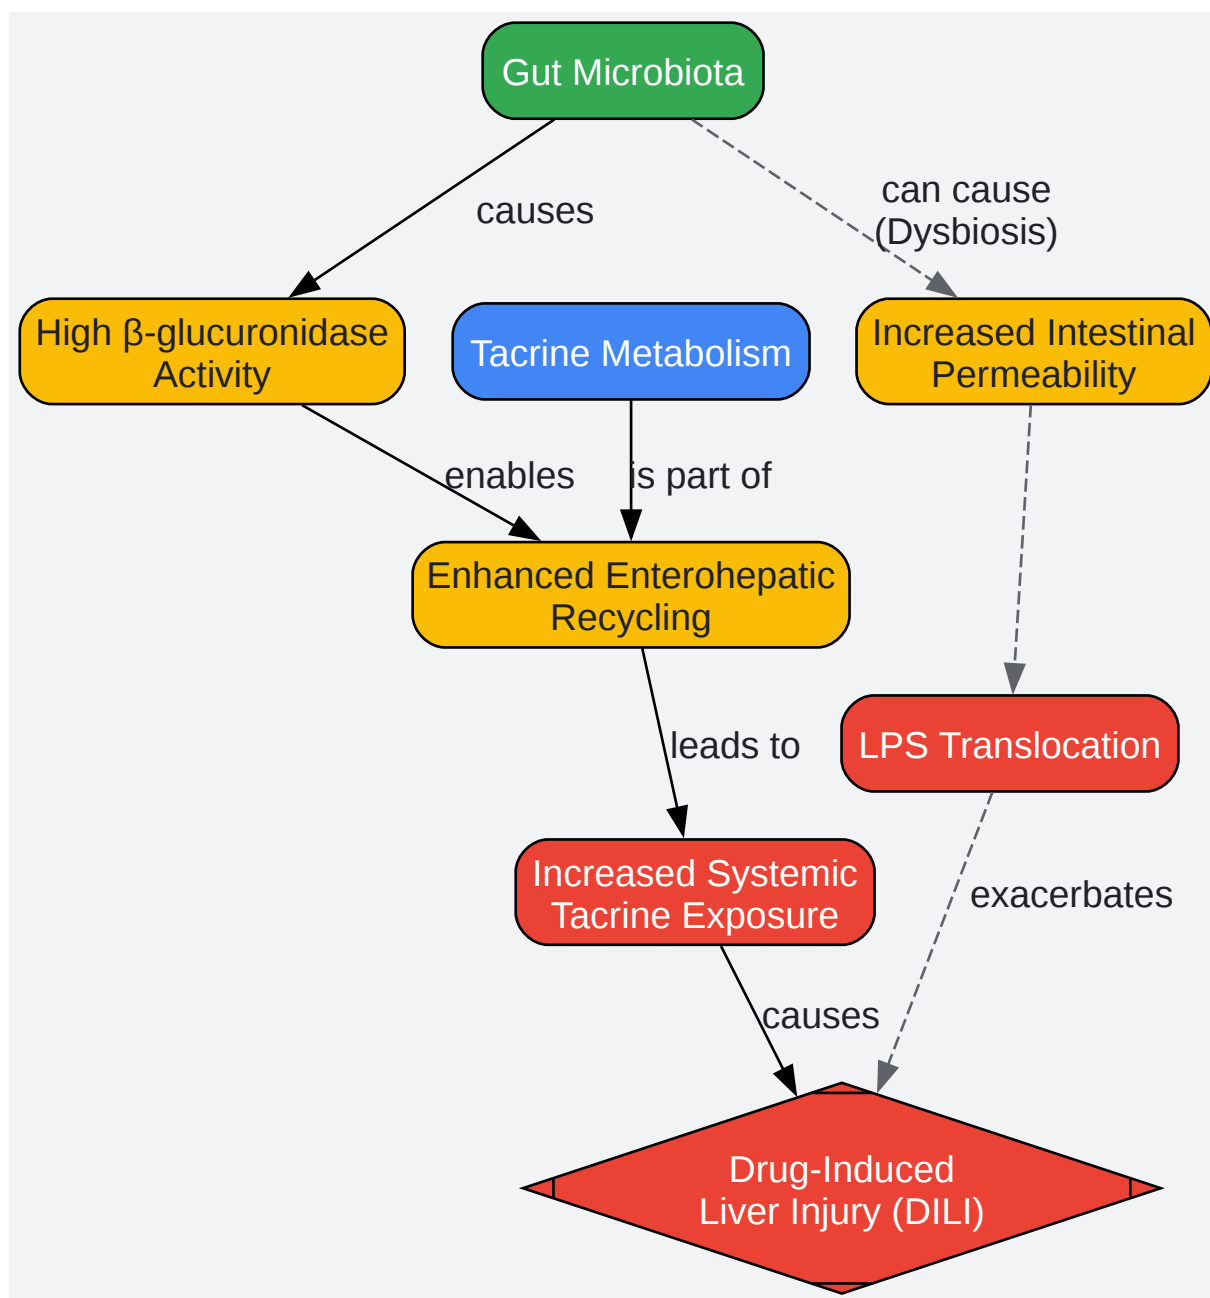 Gut Microbiota
causes
can cause
(Dysbiosis)
High β-glucuronidase
Activity
Tacrine Metabolism
Increased Intestinal
Permeability
enables
is part of
Enhanced Enterohepatic
Recycling
leads to
LPS Translocation
Increased Systemic
Tacrine Exposure
exacerbates
causes
Drug-Induced
Liver Injury (DILI)